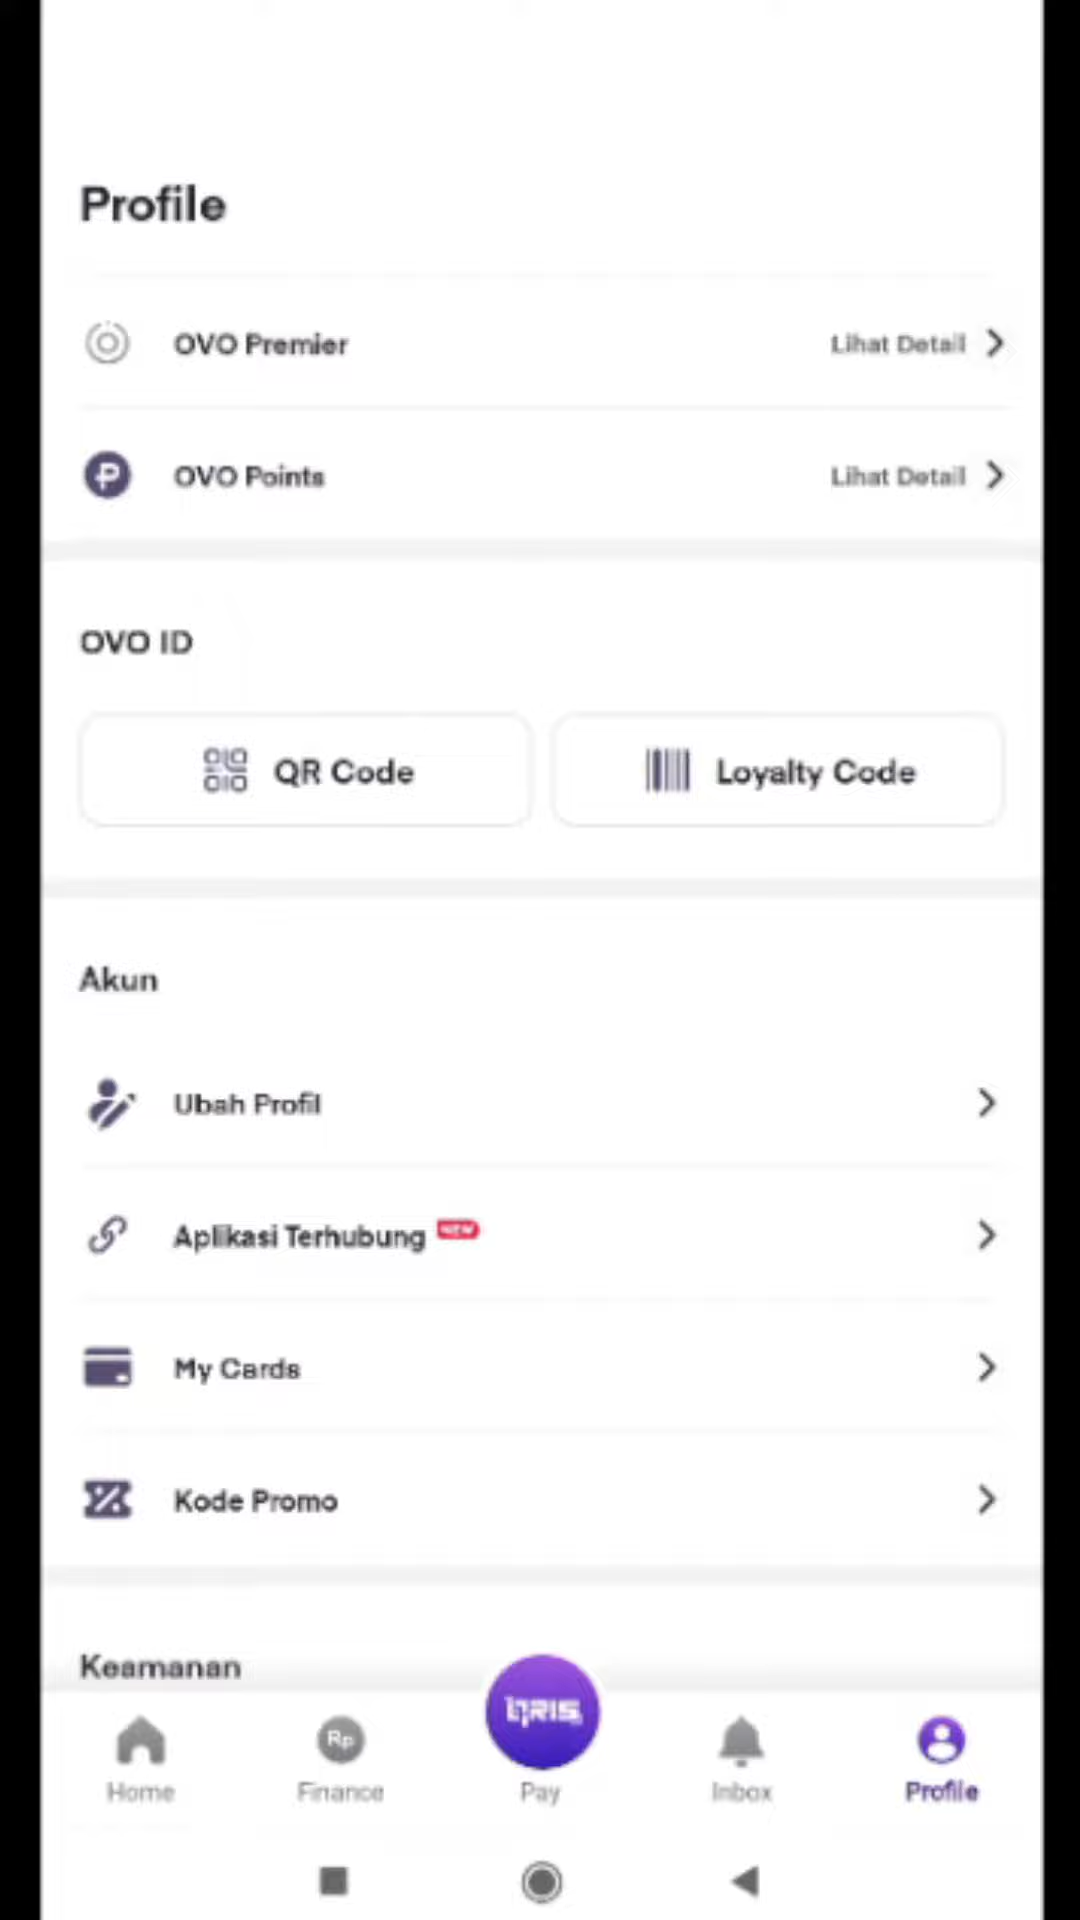 Profile
OVO Premier Lihat Detail
OVO Points Lihat Detail
OVO ID
QR Code Loyalty Code
Akun
Ubah Profil
Aplikasi Terhubung NEW
My Cards
Kode Promo
Keamanan
QRIS
Rp
Home Finance Pay Inbox Profile